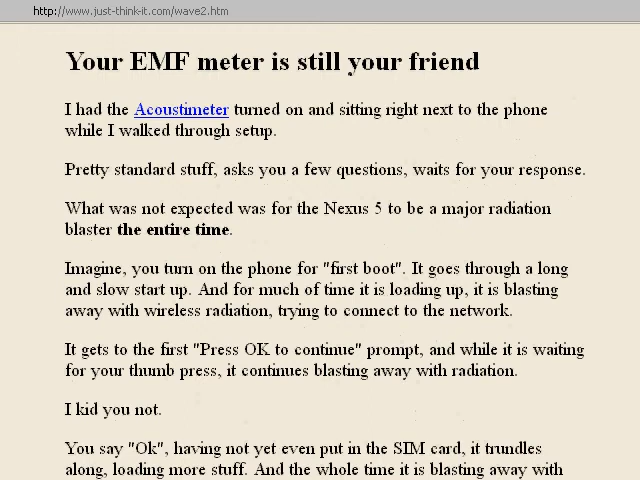 http://www.just-think-it.com/wave2.htm
Your EMF meter is still your friend
I had the Acoustimeter turned on and sitting right next to the phone
while I walked through setup.
Pretty standard stuff, asks you a few questions, waits for your response.
What was not expected was for the Nexus 5 to be a major radiation
blaster the entire time.
Imagine, you turn on the phone for "first boot". It goes through a long
and slow start up. And for much of time it is loading up, it is blasting
away with wireless radiation, trying to connect to the network.
It gets to the first "Press OK to continue" prompt, and while it is waiting
for your thumb press, it continues blasting away with radiation.
I kid you not.
You say "Ok", having not yet even put in the SIM card, it trundles
along, loading more stuff. And the whole time it is blasting away with